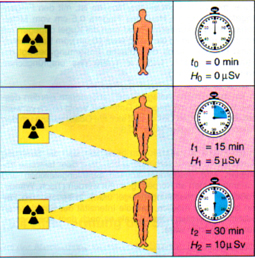 t₀ = 0 min
H₀ = 0 µSv
t₁ = 15 min
H₁ = 5 µSv
t₂ = 30 min
H₂ = 10 µSv